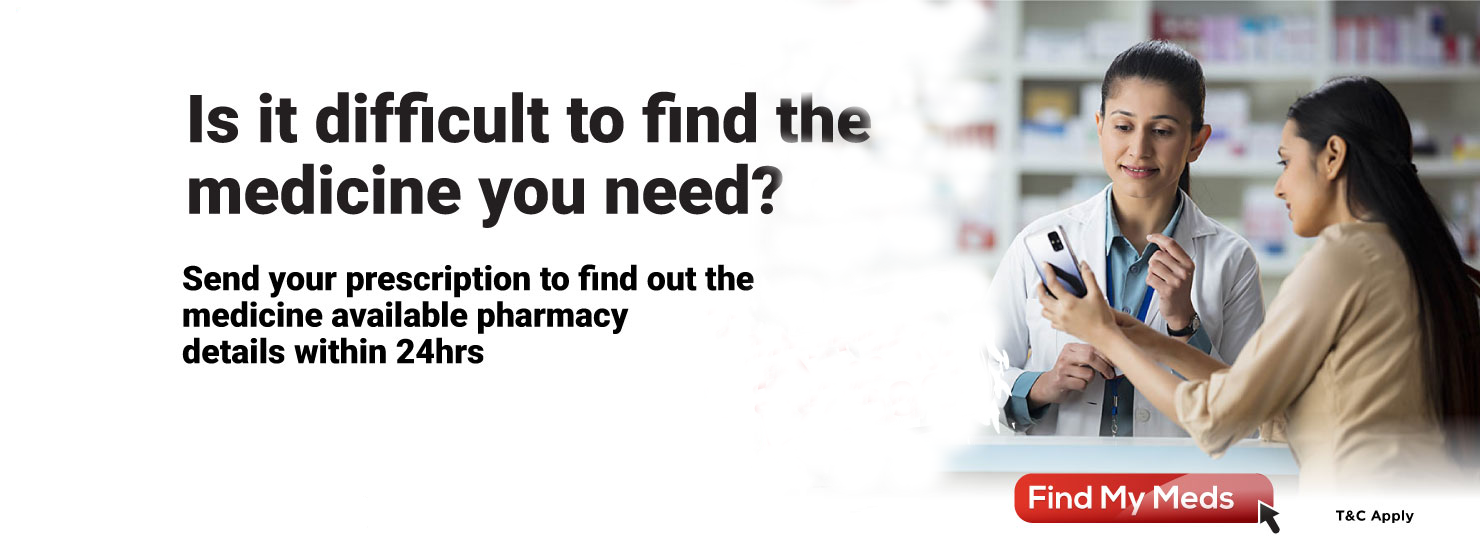 Is it difficult to find the
medicine you need?
Send your prescription to find out the
medicine available pharmacy
details within 24hrs
Find My Meds
T&C Apply